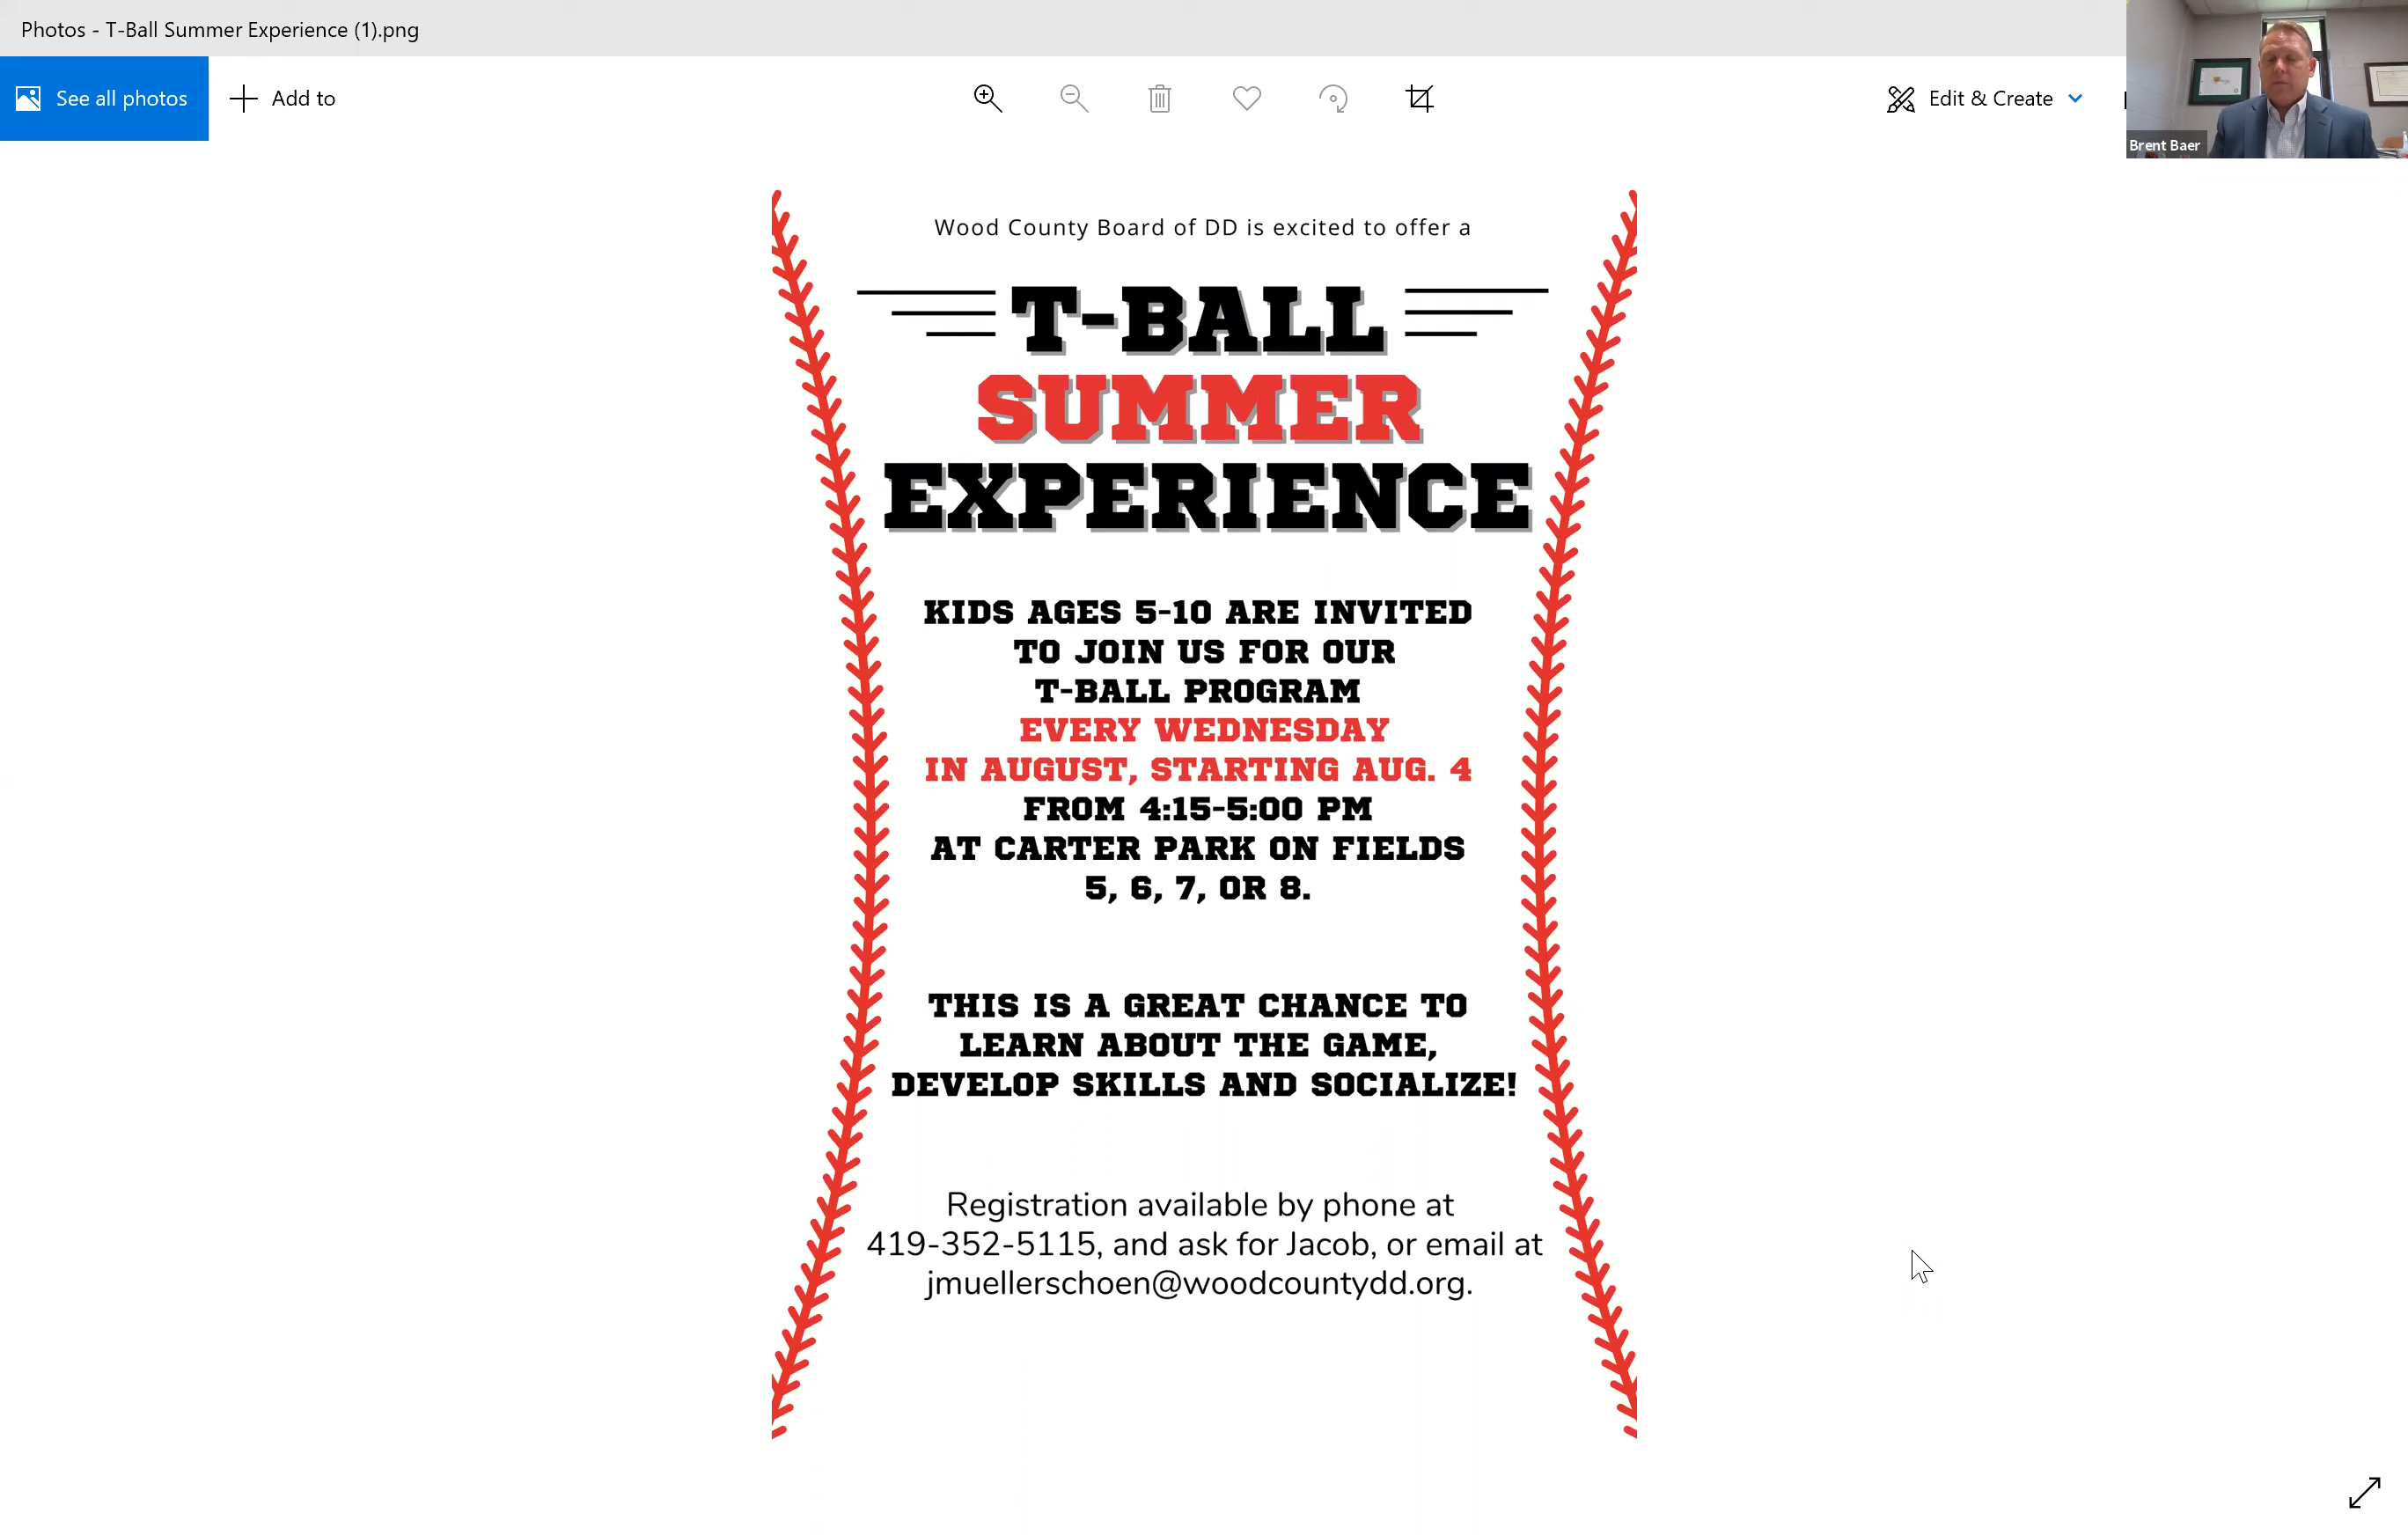 Photos - T-Ball Summer Experience (1).png
See all photos
Add to
Edit & Create
Brent Baer
Wood County Board of DD is excited to offer a
T-BALL
SUMMER
EXPERIENCE
KIDS AGES 5-10 ARE INVITED
TO JOIN US FOR OUR
T-BALL PROGRAM
EVERY WEDNESDAY
IN AUGUST, STARTING AUG. 4
FROM 4:15-5:00 PM
AT CARTER PARK ON FIELDS
5, 6, 7, OR 8.
THIS IS A GREAT CHANCE TO
LEARN ABOUT THE GAME,
DEVELOP SKILLS AND SOCIALIZE!
Registration available by phone at
419-352-5115, and ask for Jacob, or email at
jmuellerschoen@woodcountydd.org.